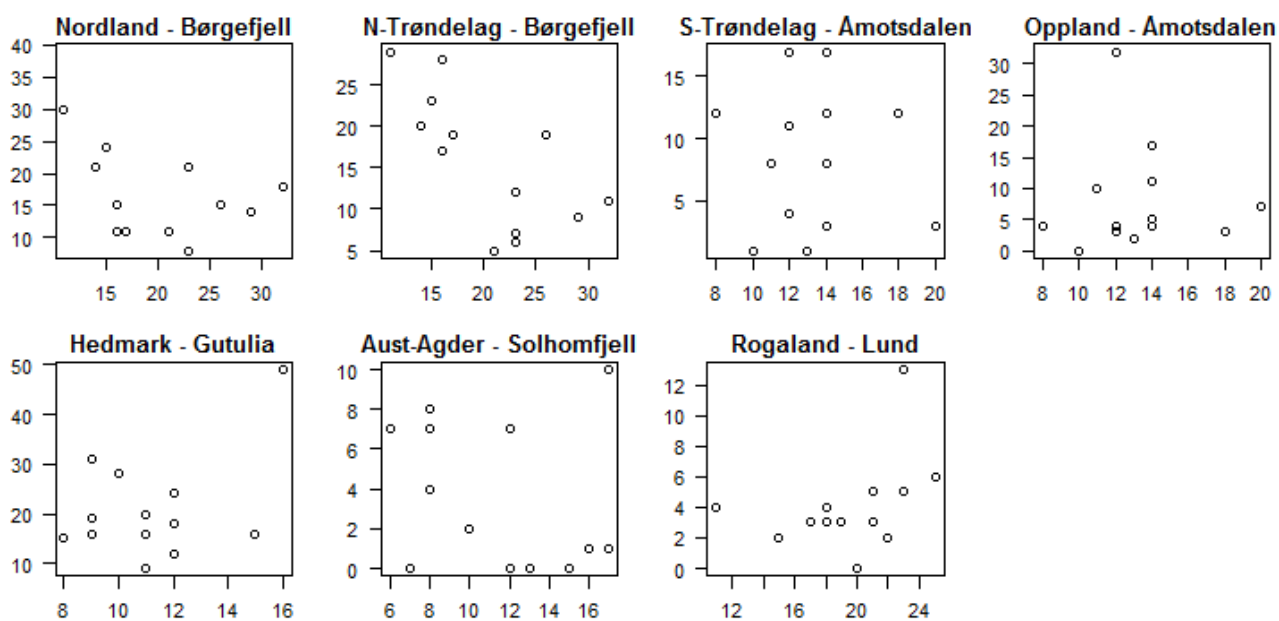 Nordland - Børgefjell
40
35
30
25
20
15
10
15 20 25 30
N-Trøndelag - Børgefjell
25
20
15
10
5
15 20 25 30
S-Trøndelag - Åmotsdalen
15
10
5
8 10 12 14 16 18 20
Oppland - Åmotsdalen
30
25
20
15
10
5
0
8 10 12 14 16 18 20
Hedmark - Gutulia
50
40
30
20
10
8 10 12 14 16
Aust-Agder - Solhomfjell
10
8
6
4
2
0
6 8 10 12 14 16
Rogaland - Lund
12
10
8
6
4
2
0
12 16 20 24